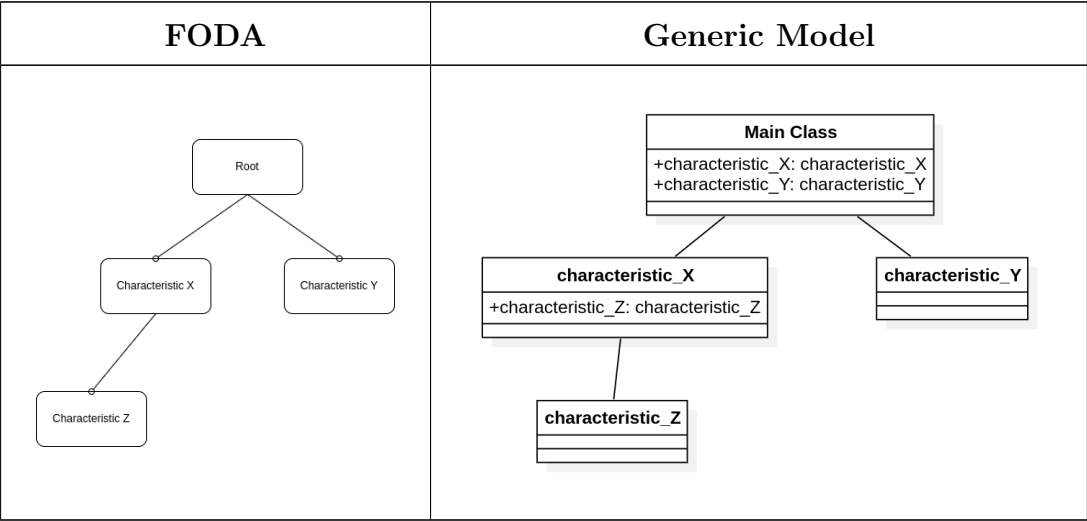 FODA
Generic Model
Root
Characteristic X
Characteristic Y
Characteristic Z
Main Class
+characteristic_X: characteristic_X
+characteristic_Y: characteristic_Y
characteristic_X
+characteristic_Z: characteristic_Z
characteristic_Y
characteristic_Z